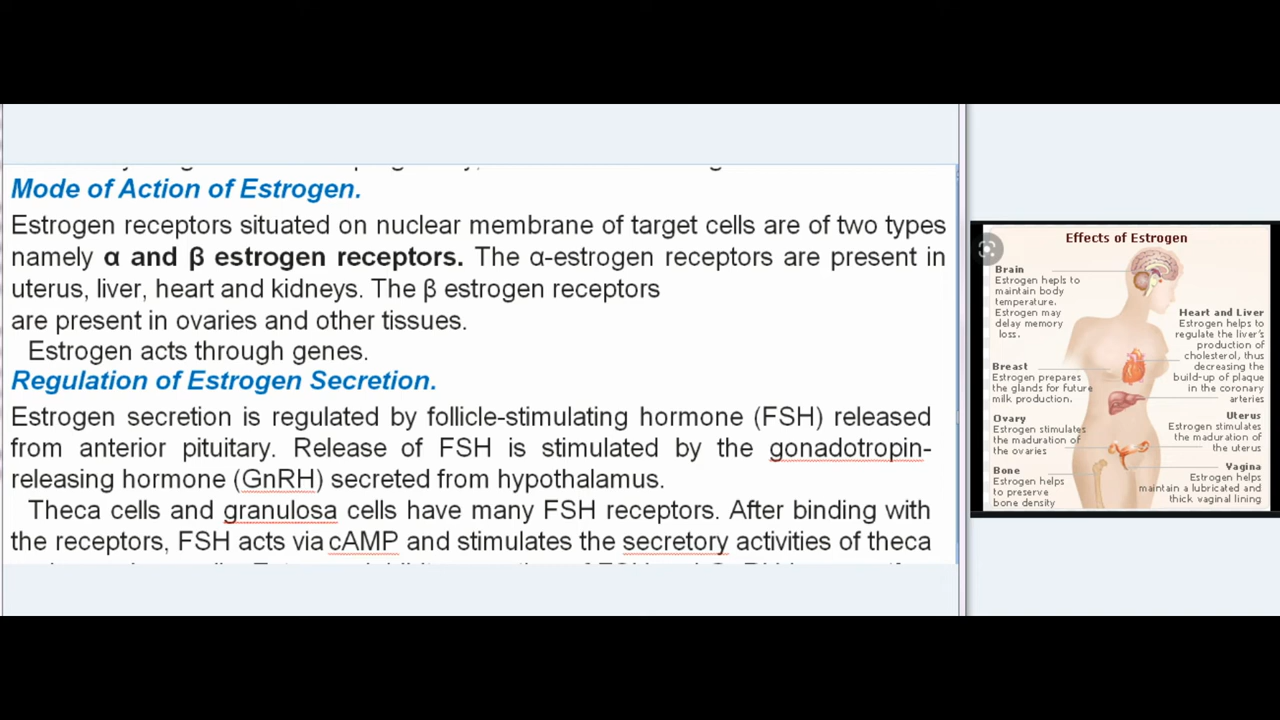 Mode of Action of Estrogen.
Estrogen receptors situated on nuclear membrane of target cells are of two types
namely α and β estrogen receptors. The α-estrogen receptors are present in
uterus, liver, heart and kidneys. The β estrogen receptors
are present in ovaries and other tissues.
Estrogen acts through genes.
Regulation of Estrogen Secretion.
Estrogen secretion is regulated by follicle-stimulating hormone (FSH) released
from anterior pituitary. Release of FSH is stimulated by the gonadotropin-
releasing hormone (GnRH) secreted from hypothalamus.
Theca cells and granulosa cells have many FSH receptors. After binding with
the receptors, FSH acts via cAMP and stimulates the secretory activities of theca
Effects of Estrogen
Brain
Estrogen hepls to
maintain body
temperature.
Estrogen may
delay memory
loss.
Breast
Estrogen prepares
the glands for future
milk production.
Ovary
Estrogen stimulates
the maduration of
the ovaries
Bone
Estrogen helps
to preserve
bone density
Heart and Liver
Estrogen helps to
regulate the liver's
production of
cholesterol, thus
decreasing the
build-up of plaque
in the coronary
arteries
Uterus
Estrogen stimulates
the maduration of
the uterus
Vagina
Estrogen helps
maintain a lubricated and
thick vaginal lining